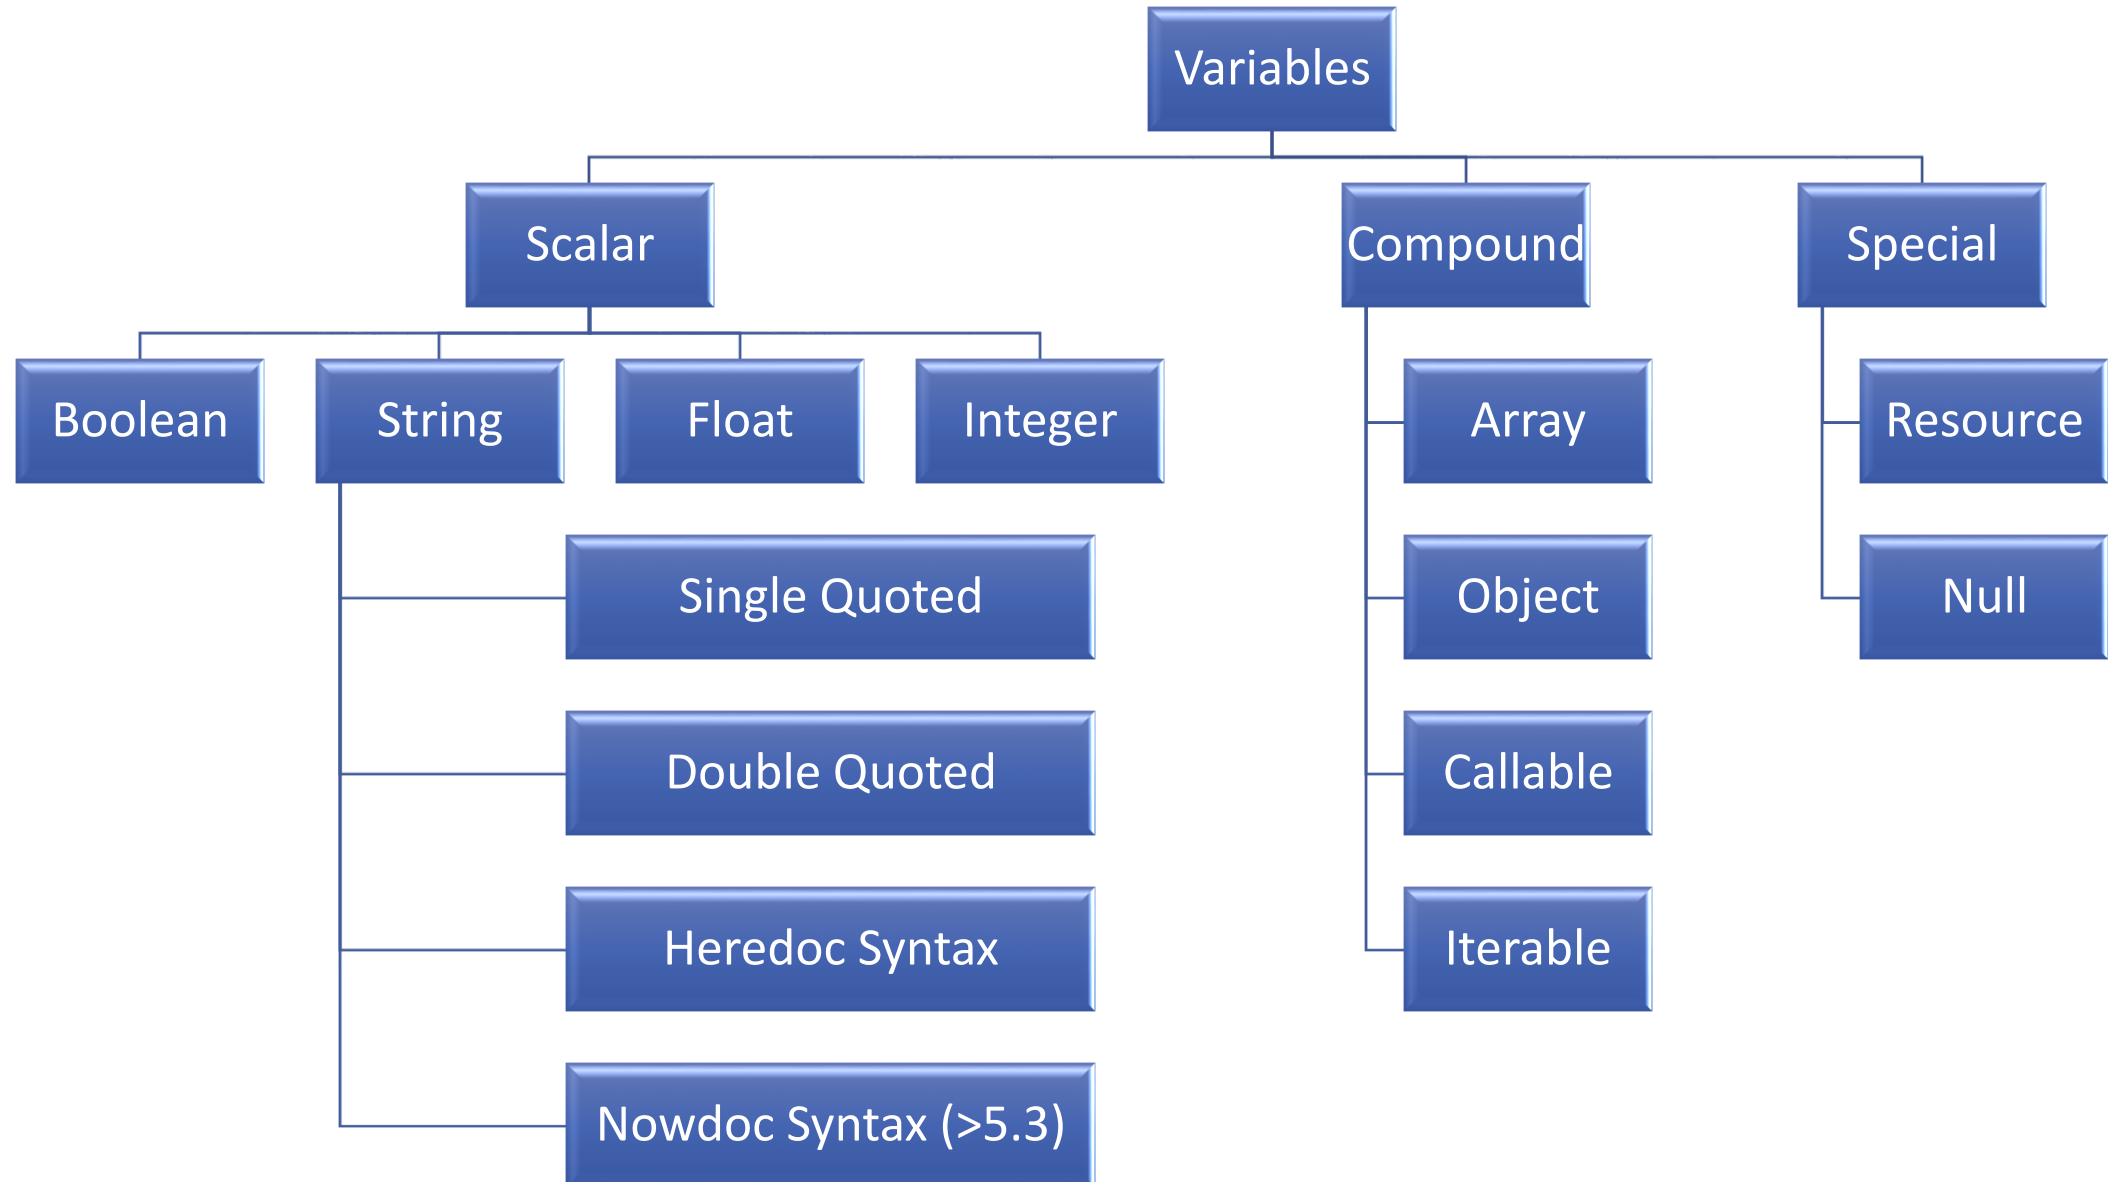 Variables
Scalar
Compound
Special
Boolean
String
Float
Integer
Array
Resource
Single Quoted
Object
Null
Double Quoted
Callable
Heredoc Syntax
Iterable
Nowdoc Syntax (>5.3)